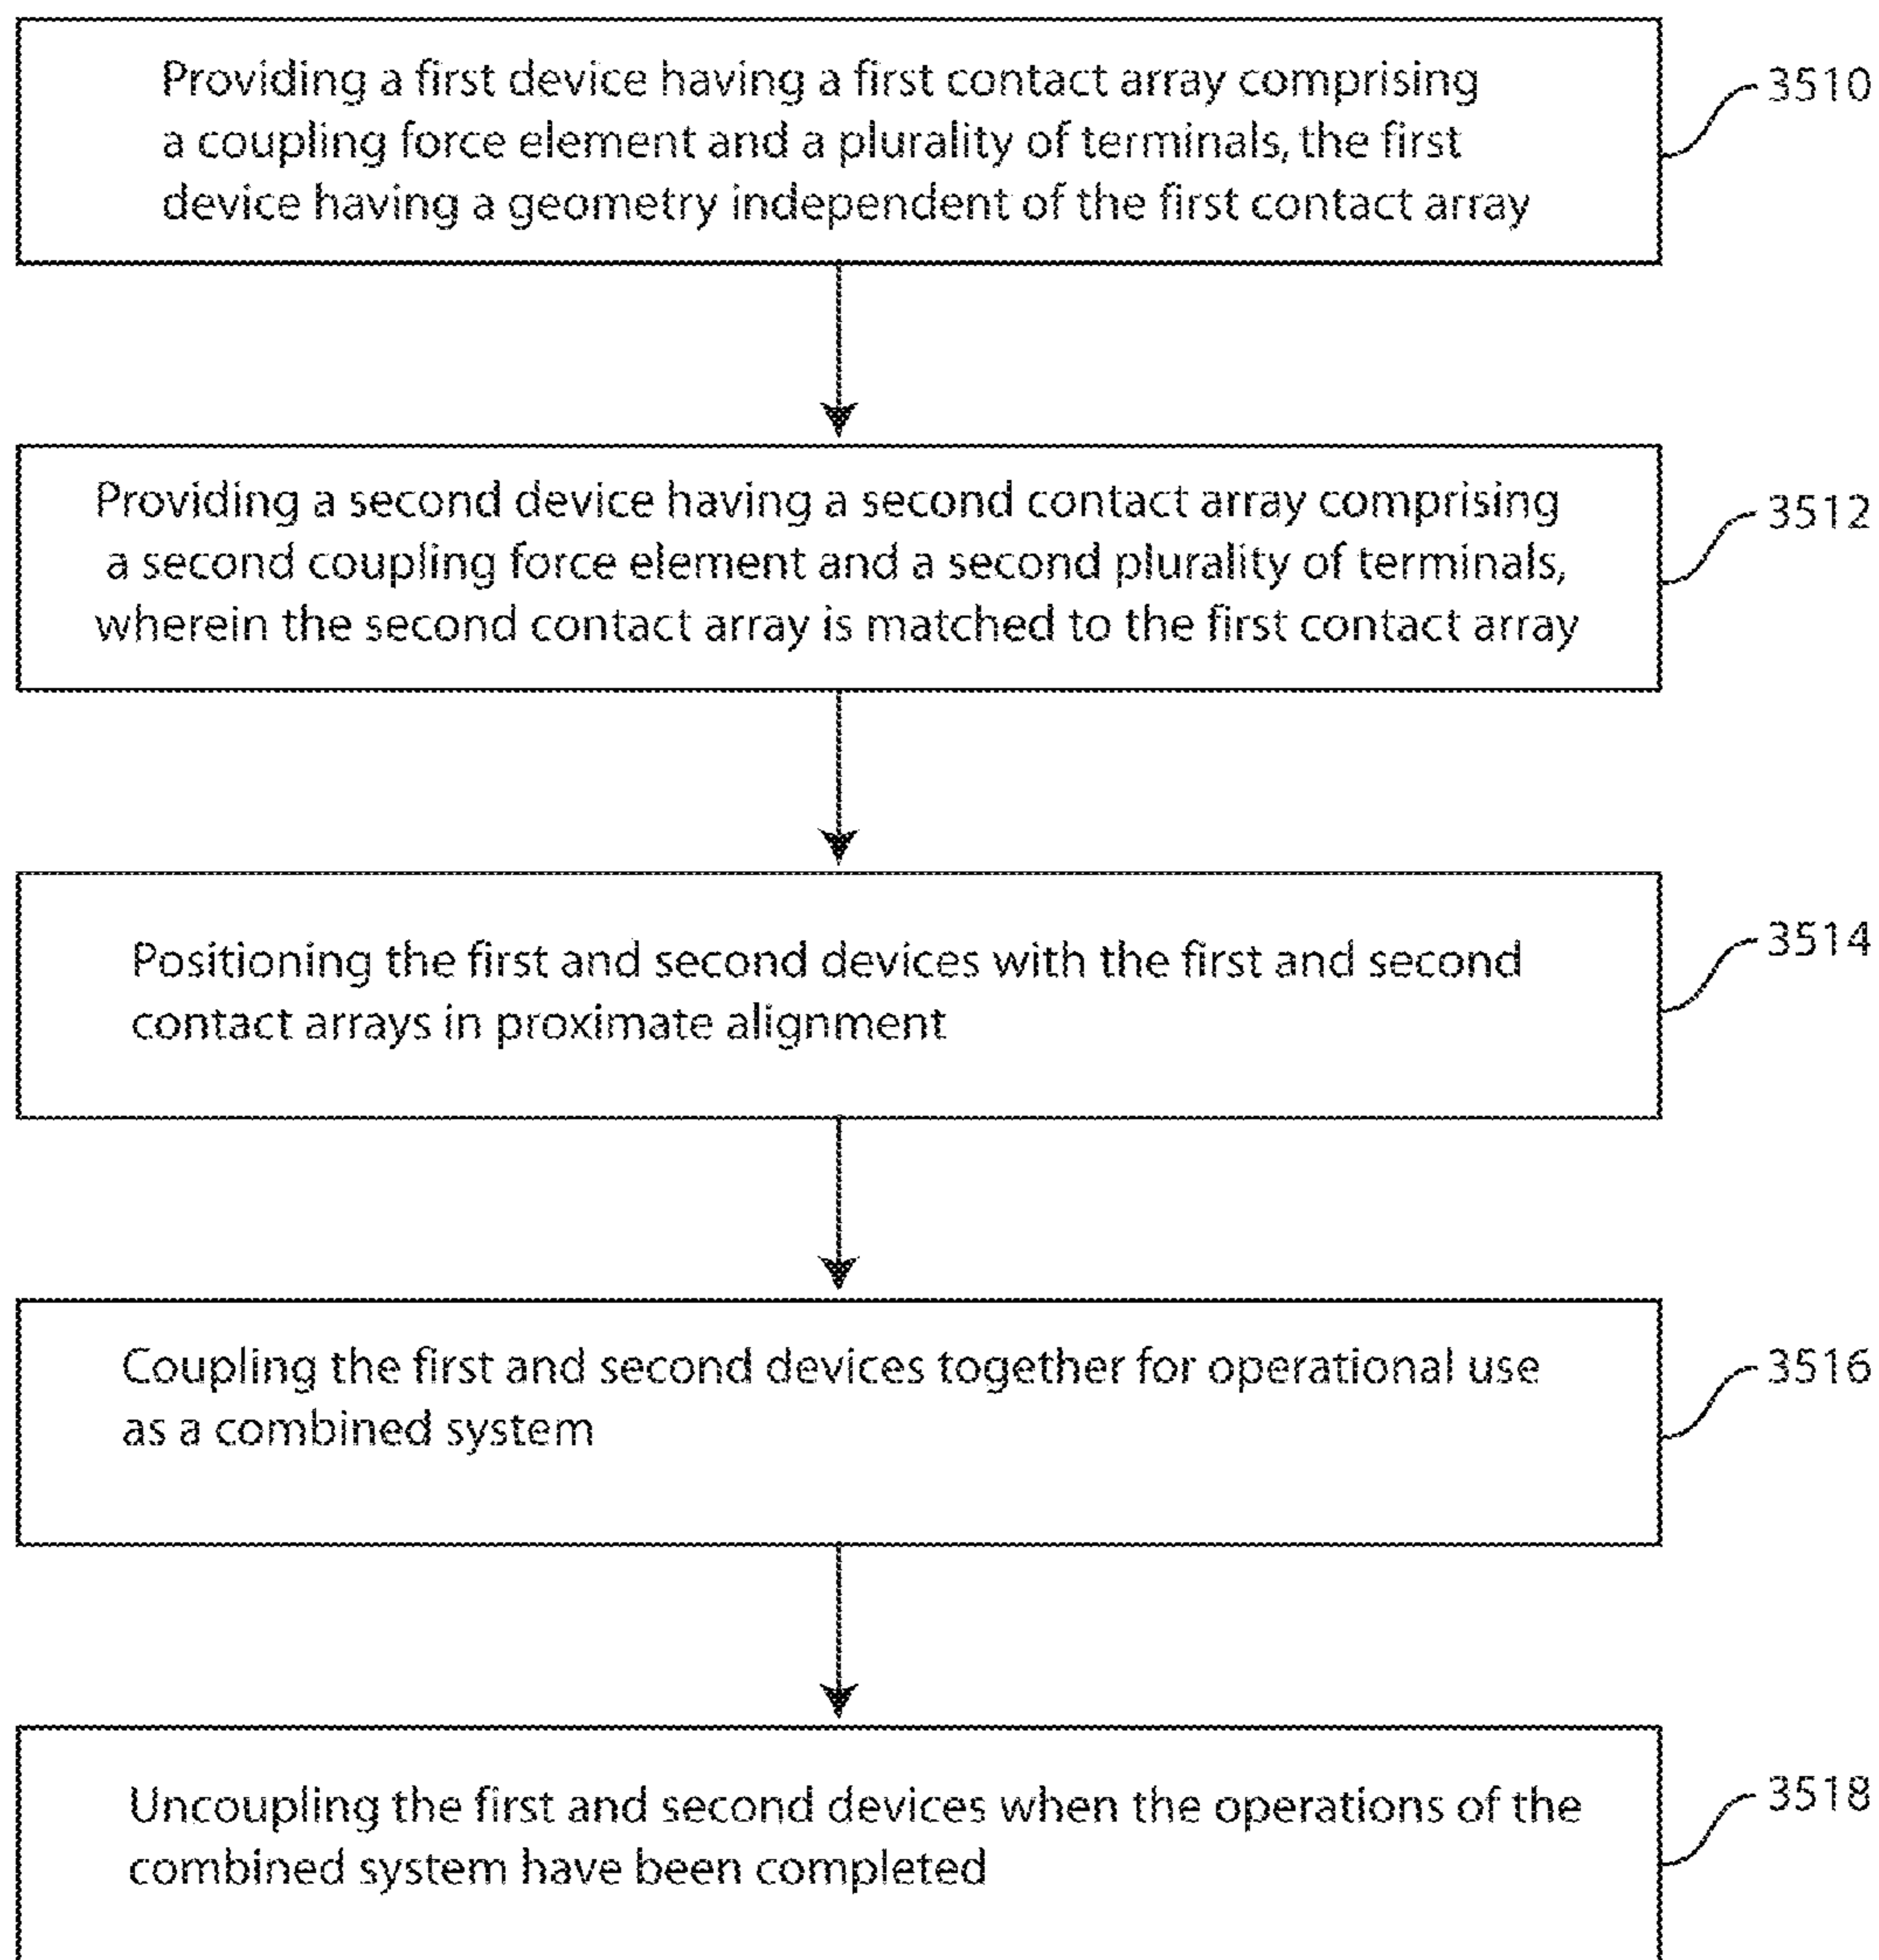 Providing a first device having a first contact array comprising
a coupling force element and a plurality of terminals, the first
device having a geometry independent of the first contact array
3510
Providing a second device having a second contact array comprising
a second coupling force element and a second plurality of terminals,
wherein the second contact array is matched to the first contact array
3512
Positioning the first and second devices with the first and second
contact arrays in proximate alignment
3514
Coupling the first and second devices together for operational use
as a combined system
3516
Uncoupling the first and second devices when the operations of the
combined system have been completed
3518